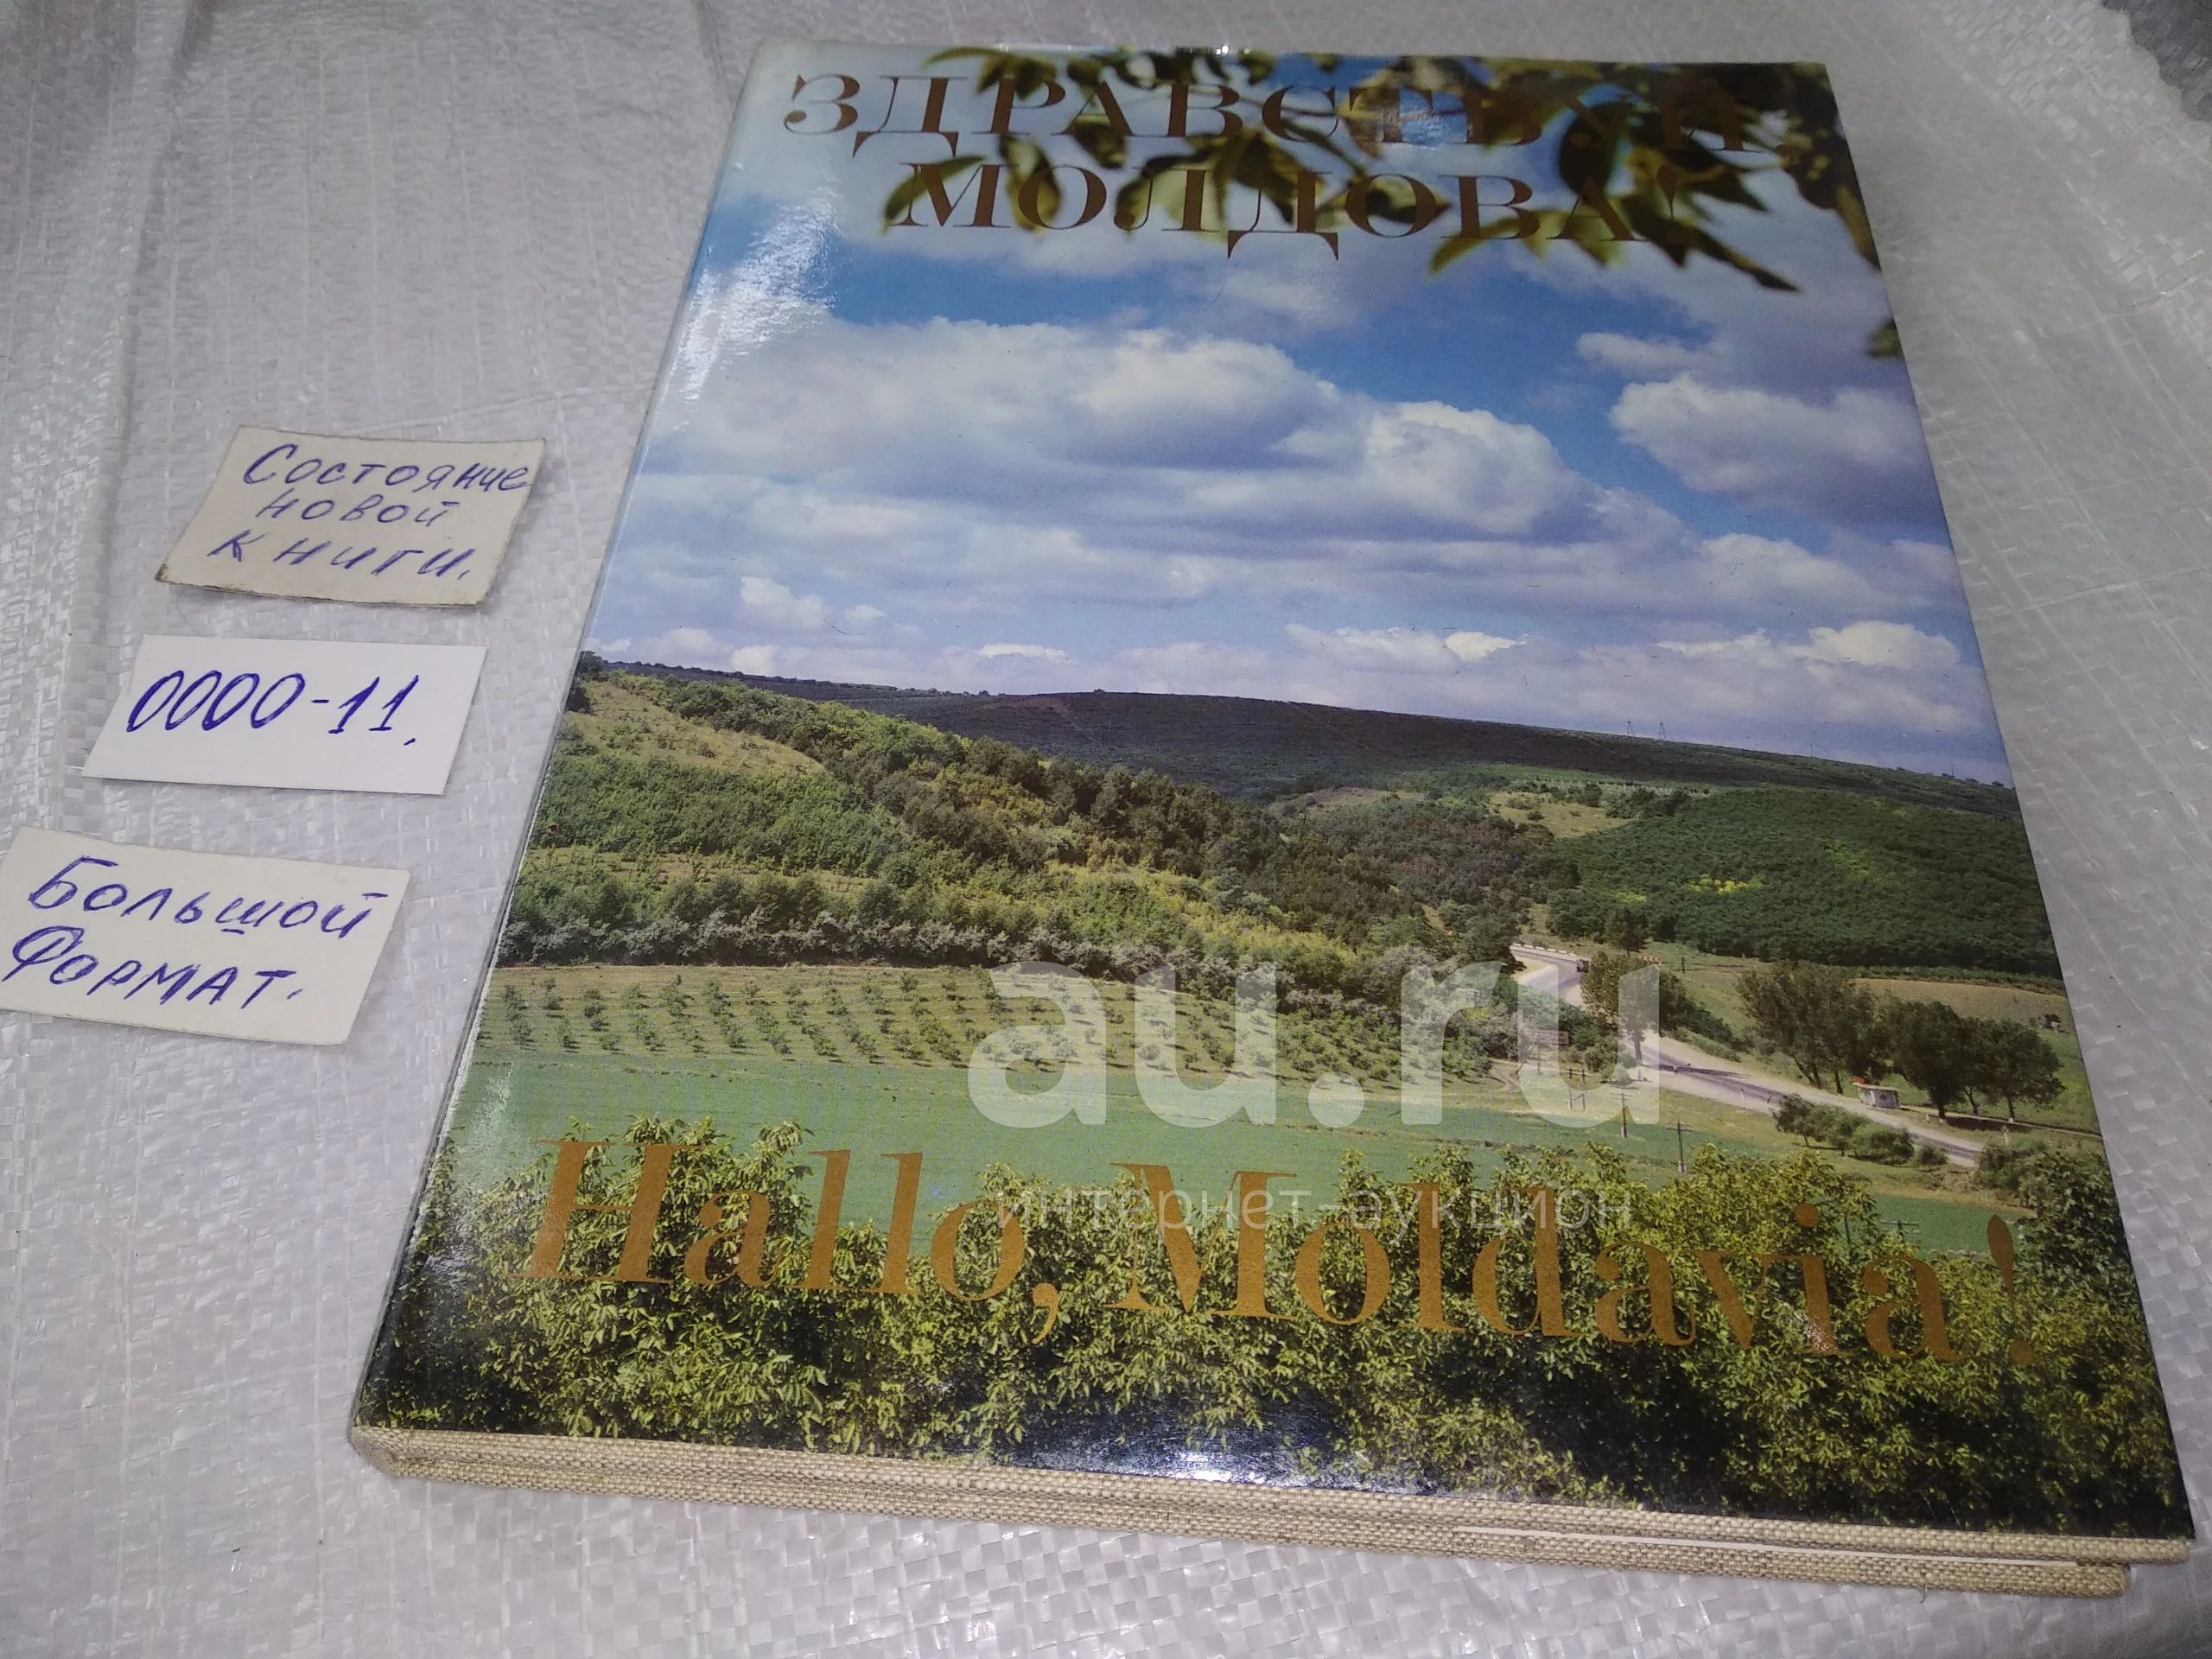 ЗДРАВСТВУЙ,
МОЛДОВА!
Состояние
новой
книги.
0000-11.
Большой
Формат.
au.ru
интернет-аукцион
Hallo, Moldavia!